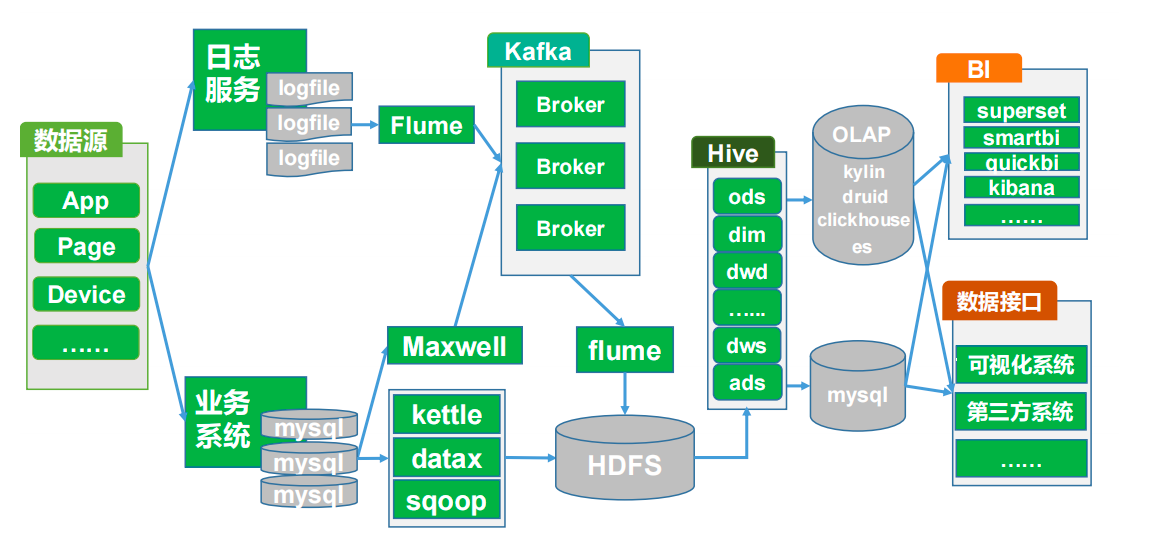 数据源
App
Page
Device
……
日志
服务
logfile
logfile
logfile
Flume
业务
系统
mysql
mysql
mysql
Maxwell
kettle
datax
sqoop
Kafka
Broker
Broker
Broker
flume
HDFS
Hive
ods
dim
dwd
…...
dws
ads
OLAP
kylin
druid
clickhouse
es
mysql
BI
superset
smartbi
quickbi
kibana
……
数据接口
可视化系统
第三方系统
……